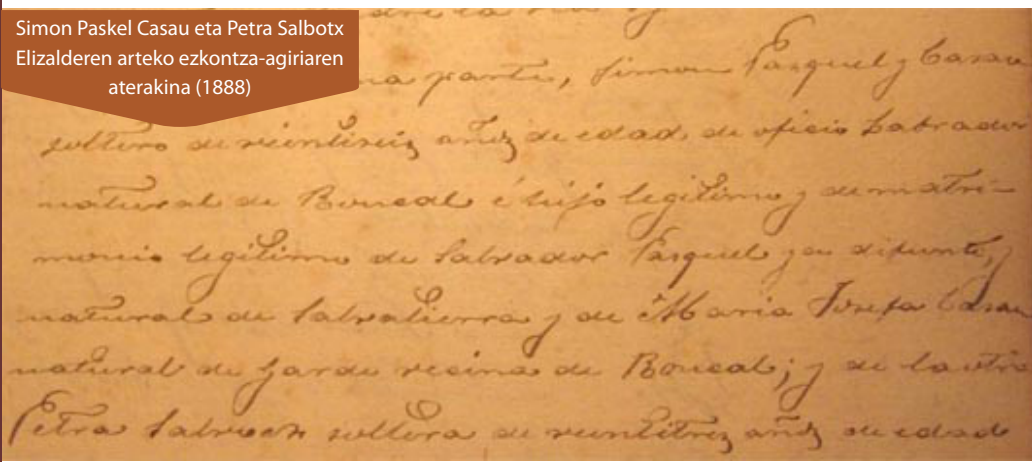 Simon Paskel Casau eta Petra Salbotx
Elizalderen arteko ezkontza-agiriaren
aterakina (1888)
na parte, Simon Pasquel y Casau
soltero de veintiseis años de edad, de oficio Labrador
natural de Roncal é hijo legitimo y de matri-
monio legitimo de Salvador Pasquel ya difunto, y
natural de Salvatierra y de Maria Josefa Casau
natural de Garde vecina de Roncal; y de la otra
Petra Salvoch soltera de veintitres años de edad